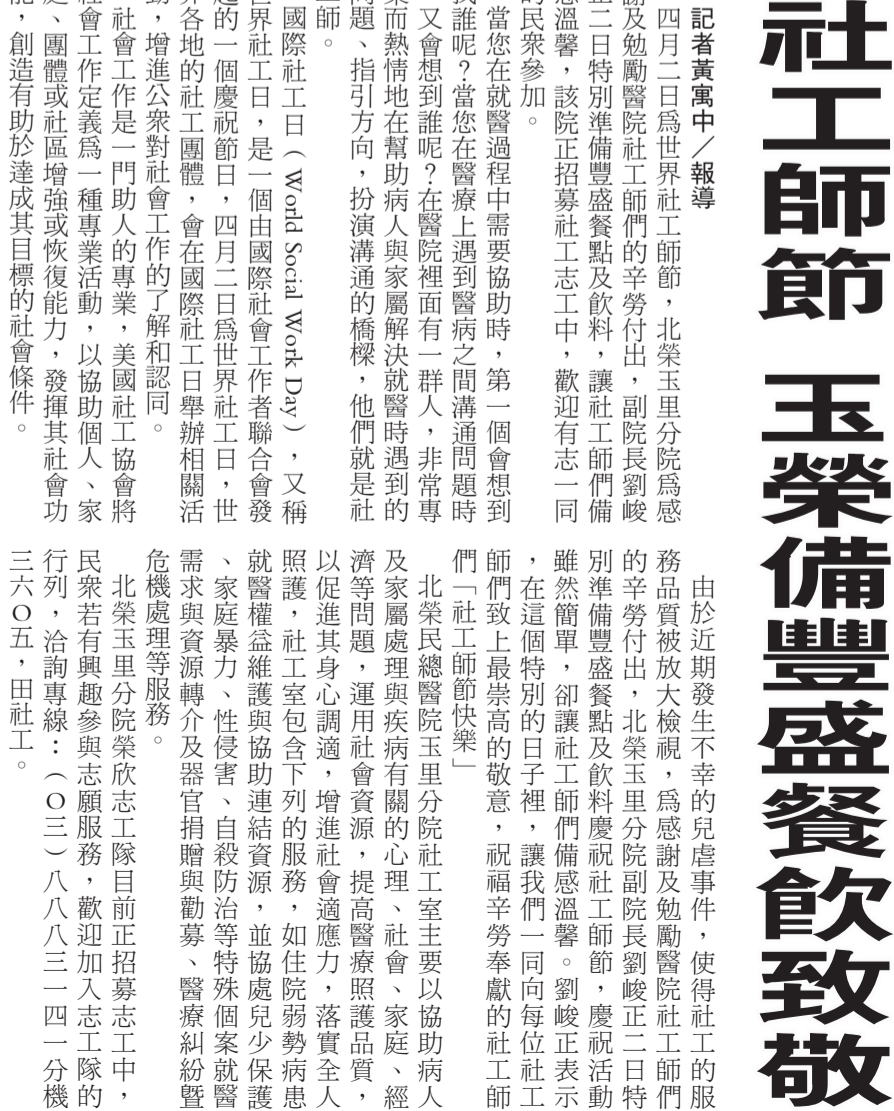 社工師節 玉榮備豐盛餐飲致敬
記者黃寓中／報導
四月二日爲世界社工師節，北榮玉里分院爲感
謝及勉勵醫院社工師們的辛勞付出，副院長劉峻
正二日特別準備豐盛餐點及飲料，讓社工師們備
感溫馨，該院正招募社工志工中，歡迎有志一同
的民衆參加。
當您在就醫過程中需要協助時，第一個會想到
找誰呢？當您在醫療上遇到醫病之間溝通問題時
又會想到誰呢？在醫院裡面有一群人，非常專
業而熱情地在幫助病人與家屬解決就醫時遇到的
問題、指引方向，扮演溝通的橋樑，他們就是社
工師。
國際社工日（World Social Work Day），又稱
世界社工日，是一個由國際社會工作者聯合會發
起的一個慶祝節日，四月二日爲世界社工日，世
界各地的社工團體，會在國際社工日舉辦相關活
動，增進公衆對社會工作的了解和認同。
社會工作是一門助人的專業，美國社工協會將
社會工作定義爲一種專業活動，以協助個人、家
庭、團體或社區增強或恢復能力，發揮其社會功
能，創造有助於達成其目標的社會條件。
由於近期發生不幸的兒虐事件，使得社工的服
務品質被放大檢視，爲感謝及勉勵醫院社工師們
的辛勞付出，北榮玉里分院副院長劉峻正二日特
別準備豐盛餐點及飲料慶祝社工師節，慶祝活動
雖然簡單，卻讓社工師們備感溫馨。劉峻正表示
，在這個特別的日子裡，讓我們一同向每位社工
師們致上最崇高的敬意，祝福辛勞奉獻的社工師
們「社工師節快樂」
北榮民總醫院玉里分院社工室主要以協助病人
及家屬處理與疾病有關的心理、社會、家庭、經
濟等問題，運用社會資源，提高醫療照護品質，
以促進其身心調適，增進社會適應力，落實全人
照護，社工室包含下列的服務，如住院弱勢病患
就醫權益維護與協助連結資源，並協處兒少保護
、家庭暴力、性侵害、自殺防治等特殊個案就醫
需求與資源轉介及器官捐贈與勸募、醫療糾紛暨
危機處理等服務。
北榮玉里分院榮欣志工隊目前正招募志工中，
民衆若有興趣參與志願服務，歡迎加入志工隊的
行列，洽詢專線：（○三）八八八三一四一分機
三六○五，田社工。